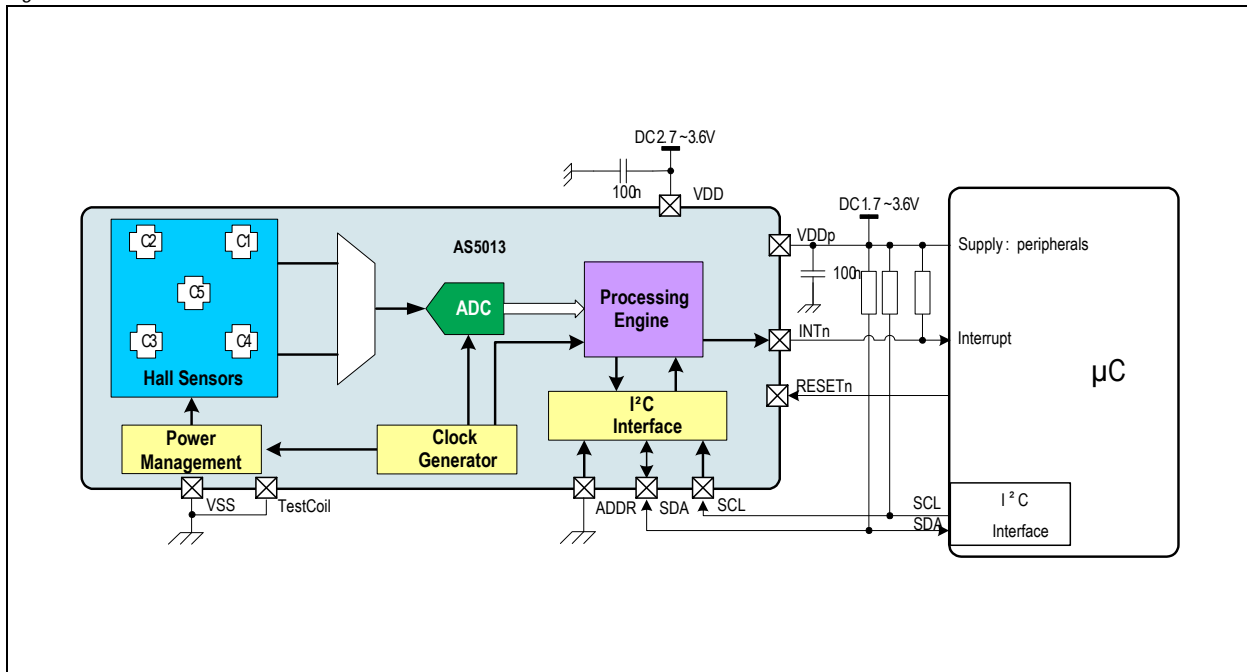 DC 2.7 ~3.6V
100n
VDD
DC 1.7 ~3.6V
VDDp
100n
Supply: peripherals
AS5013
C2
C1
C5
C3
C4
Hall Sensors
ADC
Processing
Engine
INTn
Interrupt
µC
RESETn
I²C
Interface
Power
Management
Clock
Generator
VSS
TestCoil
ADDR
SDA
SCL
SCL
SDA
I ² C
Interface